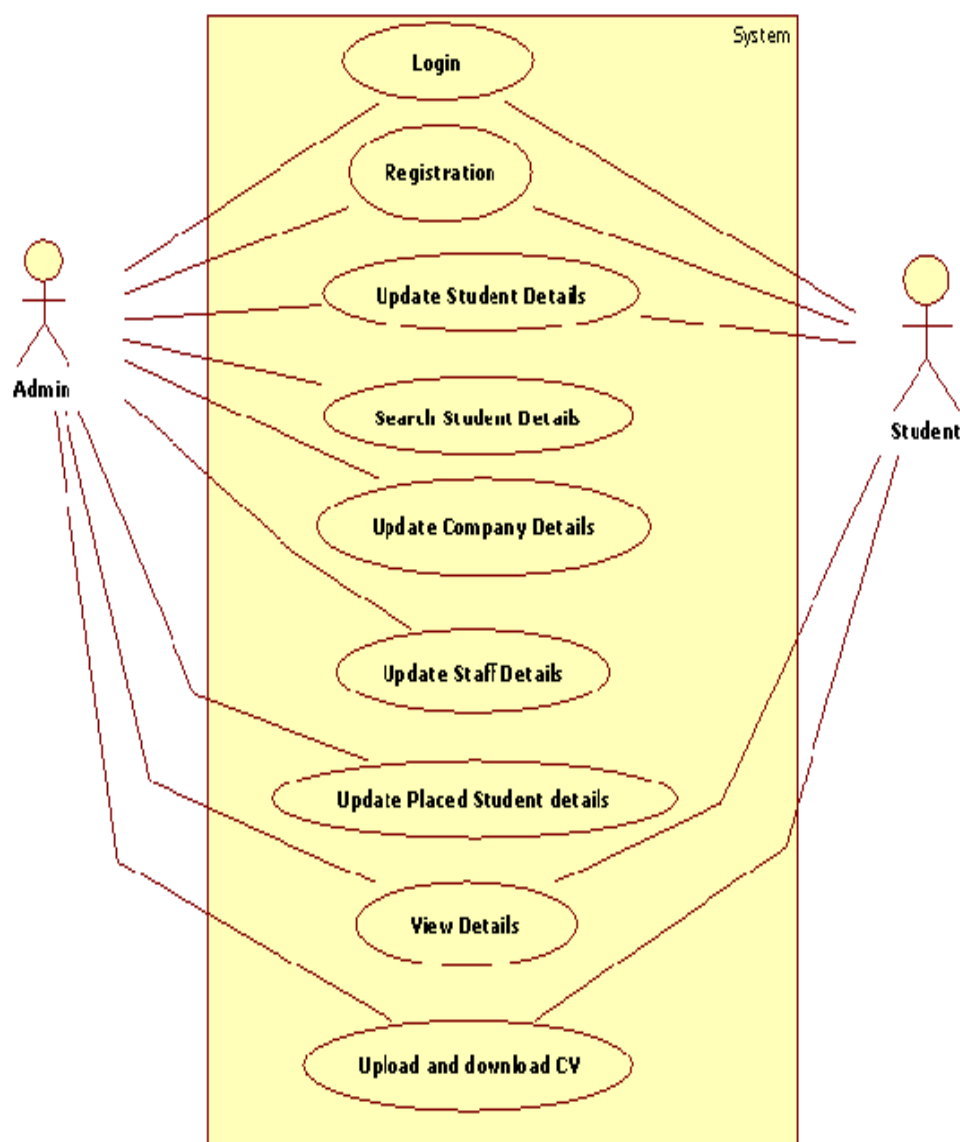 System
Login
Registration
Update Student Details
Admin
Search Student Details
Student
Update Company Details
Update Staff Details
Update Placed Student details
View Details
Upload and download CV